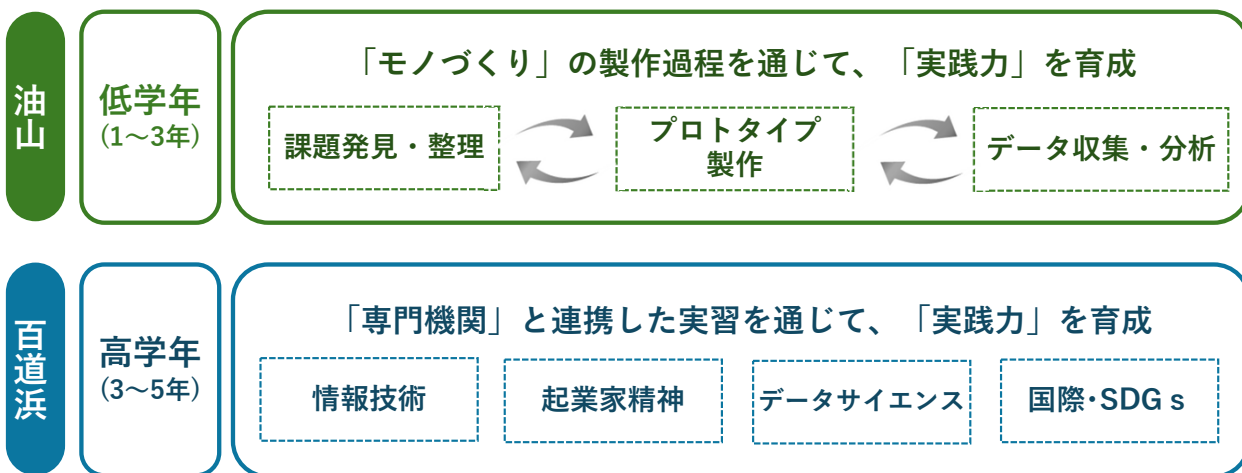 油山
低学年
(1～3年)
「モノづくり」の製作過程を通じて、「実践力」を育成
課題発見・整理
プロトタイプ
製作
データ収集・分析
百道浜
高学年
(3～5年)
「専門機関」と連携した実習を通じて、「実践力」を育成
情報技術
起業家精神
データサイエンス
国際･SDGｓ